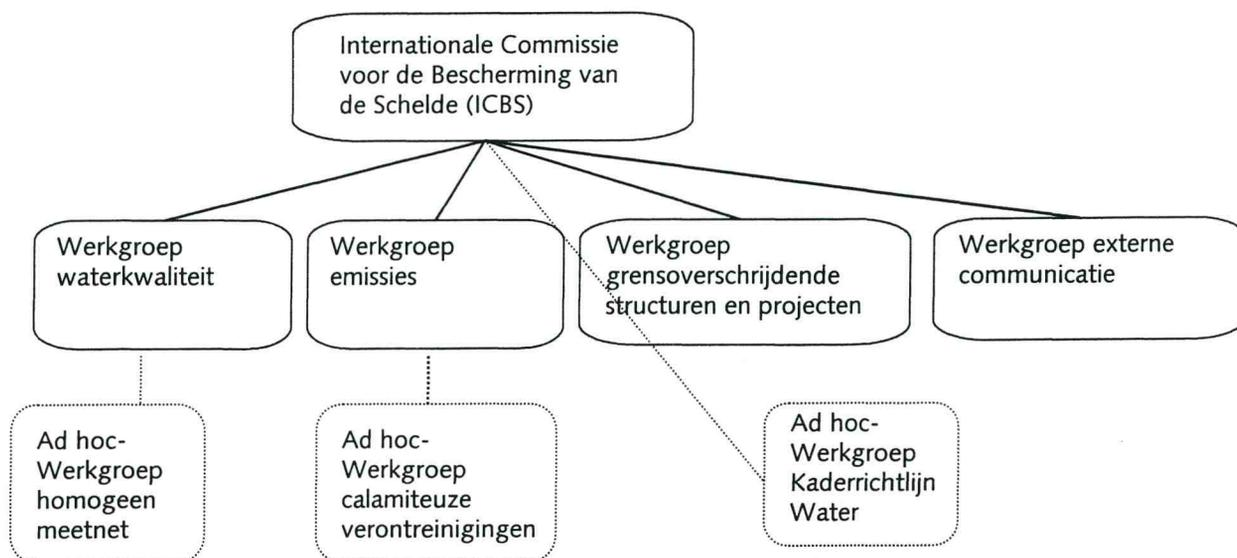 Internationale Commissie
voor de Bescherming van
de Schelde (ICBS)
Werkgroep
waterkwaliteit
Werkgroep
emissies
Werkgroep
grensoverschrijdende
structuren en projecten
Werkgroep externe
communicatie
Ad hoc-
Werkgroep
homogeen
meetnet
Ad hoc-
Werkgroep
calamiteuze
verontreinigingen
Ad hoc-
Werkgroep
Kaderrichtlijn
Water